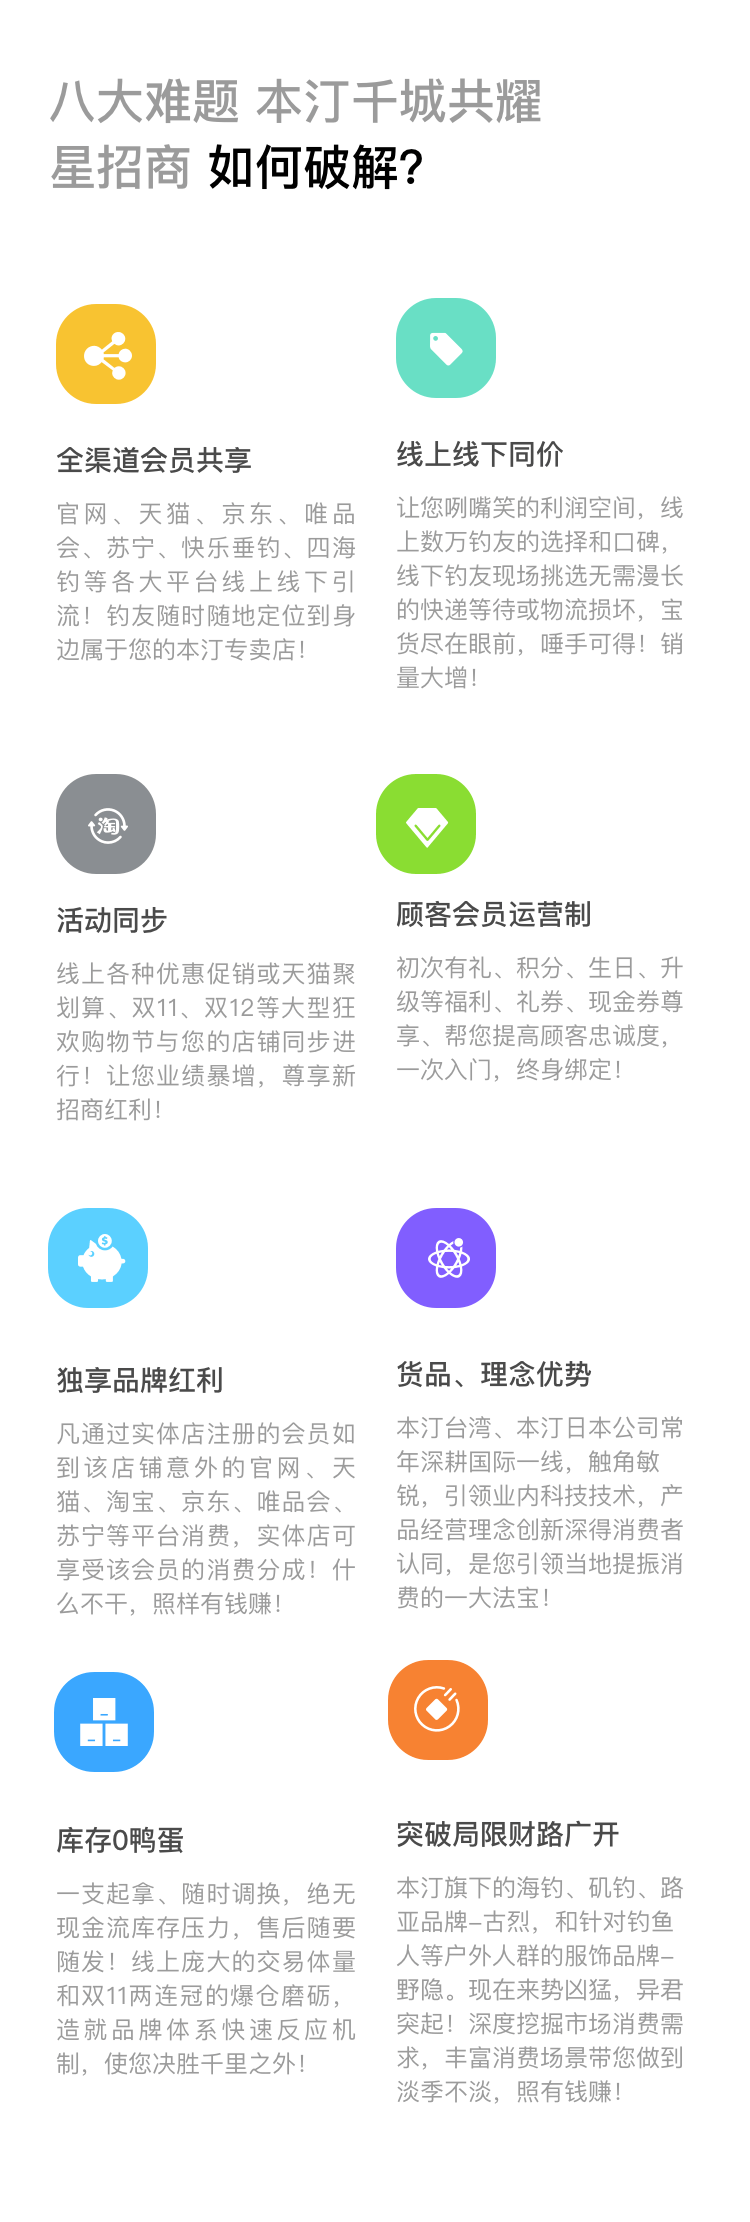 八大难题 本汀千城共耀
星招商 如何破解?
全渠道会员共享
官网、天猫、京东、唯品
会、苏宁、快乐垂钓、四海
钓等各大平台线上线下引
流！钓友随时随地定位到身
边属于您的本汀专卖店！
线上线下同价
让您咧嘴笑的利润空间，线
上数万钓友的选择和口碑，
线下钓友现场挑选无需漫长
的快递等待或物流损坏，宝
货尽在眼前，唾手可得！销
量大增！
淘
活动同步
线上各种优惠促销或天猫聚
划算、双11、双12等大型狂
欢购物节与您的店铺同步进
行！让您业绩暴增，尊享新
招商红利！
顾客会员运营制
初次有礼、积分、生日、升
级等福利、礼券、现金券尊
享、帮您提高顾客忠诚度，
一次入门，终身绑定！
$
独享品牌红利
凡通过实体店注册的会员如
到该店铺意外的官网、天
猫、淘宝、京东、唯品会、
苏宁等平台消费，实体店可
享受该会员的消费分成！什
么不干，照样有钱赚！
货品、理念优势
本汀台湾、本汀日本公司常
年深耕国际一线，触角敏
锐，引领业内科技技术，产
品经营理念创新深得消费者
认同，是您引领当地提振消
费的一大法宝！
库存0鸭蛋
一支起拿、随时调换，绝无
现金流库存压力，售后随要
随发！线上庞大的交易体量
和双11两连冠的爆仓磨砺，
造就品牌体系快速反应机
制，使您决胜千里之外！
突破局限财路广开
本汀旗下的海钓、矶钓、路
亚品牌–古烈，和针对钓鱼
人等户外人群的服饰品牌–
野隐。现在来势凶猛，异君
突起！深度挖掘市场消费需
求，丰富消费场景带您做到
淡季不淡，照有钱赚！